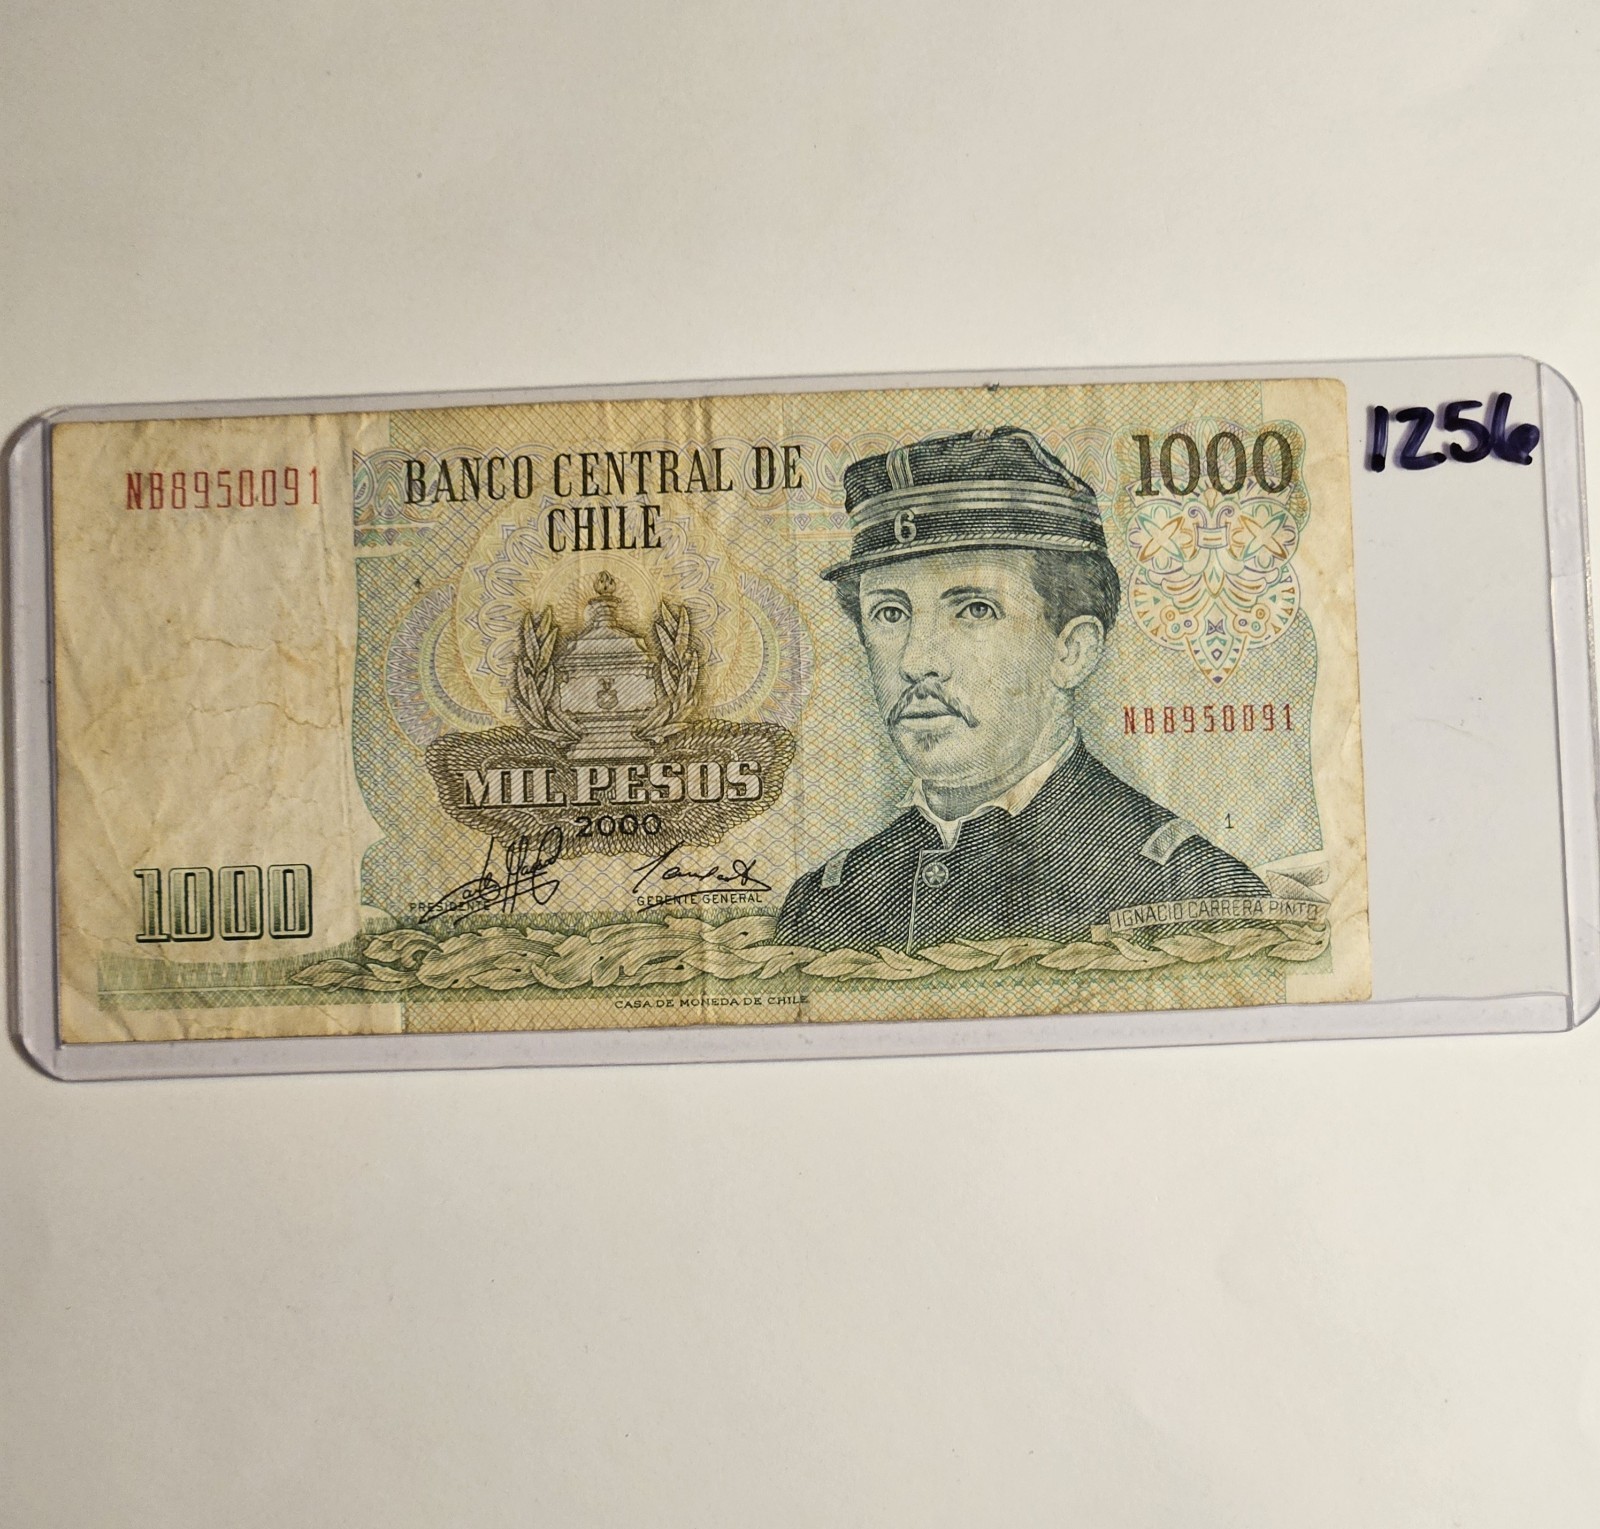 1256
NB8950091
BANCO CENTRAL DE
CHILE
1000
6
NB8950091
MIL PESOS
2000
1
PRESIDENTE
GERENTE GENERAL
1000
IGNACIO CARRERA PINTO
CASA DE MONEDA DE CHILE